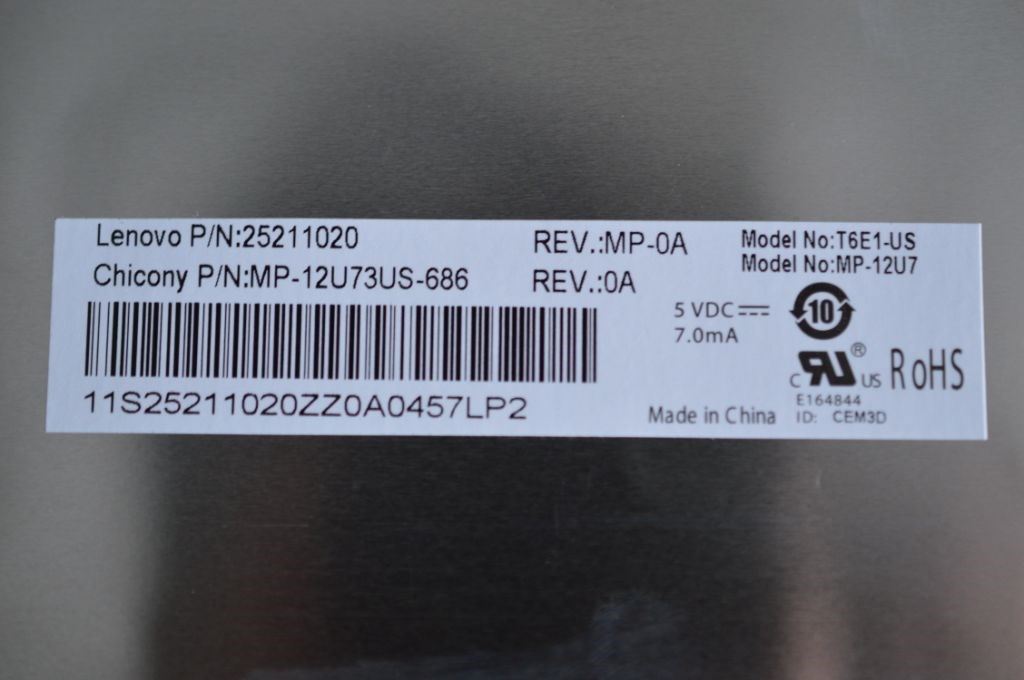 Lenovo P/N:25211020
REV.:MP-0A
Model No:T6E1-US
Chicony P/N:MP-12U73US-686
REV.:0A
Model No:MP-12U7
5 VDC⎓
7.0mA
10
11S25211020ZZ0A0457LP2
Made in China
c RU® US
E164844
ID: CEM3D
RoHS